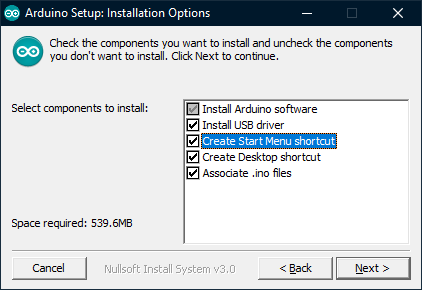 Arduino Setup: Installation Options
Check the components you want to install and uncheck the components
you don't want to install. Click Next to continue.
Select components to install:
Install Arduino software
Install USB driver
Create Start Menu shortcut
Create Desktop shortcut
Associate .ino files
Space required: 539.6MB
Cancel
Nullsoft Install System v3.0
< Back
Next >